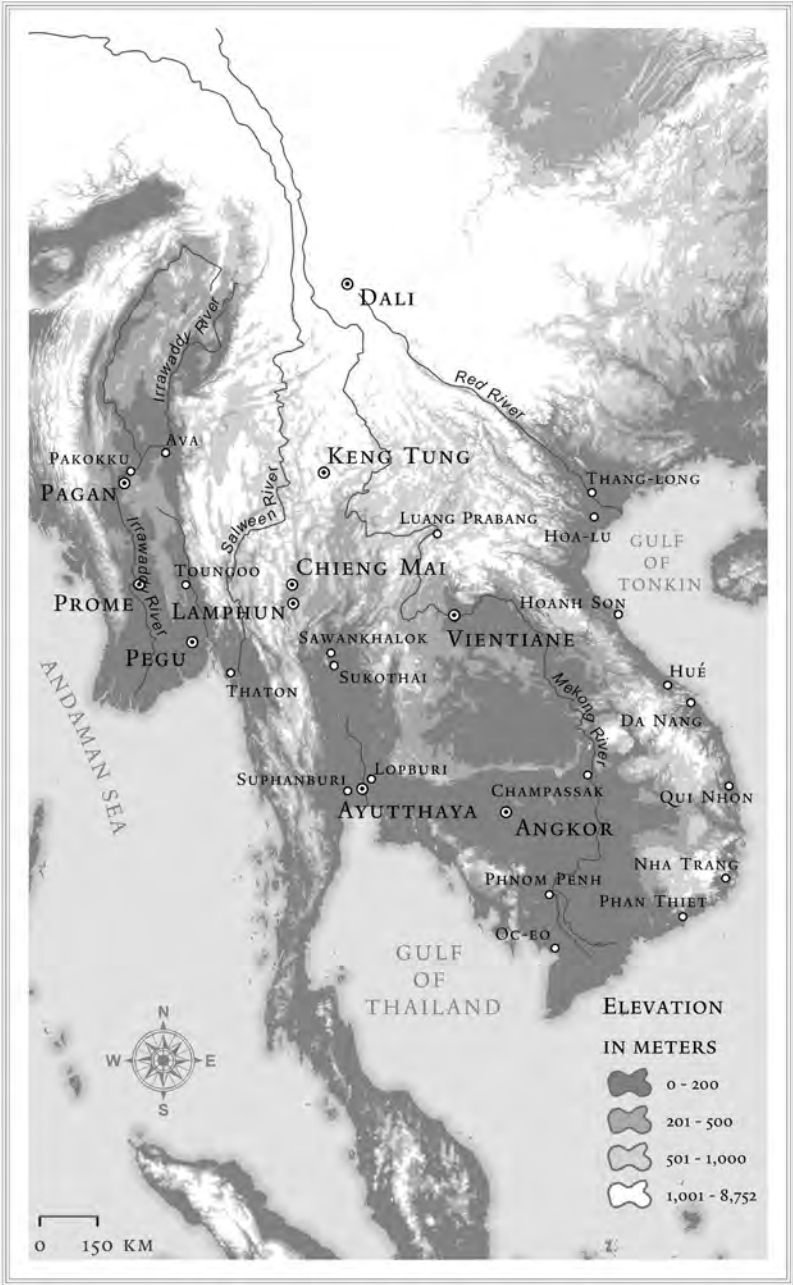 Dali
Irrawaddy River
Red River
Ava
Pakokku
Keng Tung
Pagan
Thang-long
Salween River
Luang Prabang
Hoa-lu
Gulf
of
Tonkin
Irrawaddy River
Toungoo
Chieng Mai
Prome
Lamphun
Hoanh Son
Vientiane
Sawankhalok
Pegu
Sukothai
Thaton
Mekong River
Hué
Da Nang
Andaman Sea
Lopburi
Suphanburi
Champassak
Ayutthaya
Qui Nhon
Angkor
Nha Trang
Phnom Penh
Phan Thiet
Oc-eo
Gulf
of
Thailand
Elevation
in meters
0 - 200
201 - 500
501 - 1,000
1,001 - 8,752
N
W E
S
0 150 KM